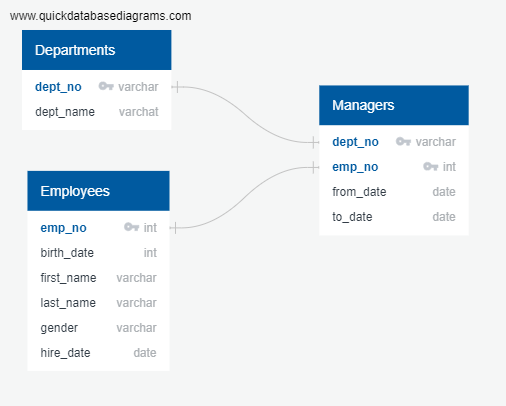 www.quickdatabasediagrams.com
Departments
dept_no varchar
dept_name varchat
Managers
dept_no varchar
emp_no int
from_date date
to_date date
Employees
emp_no int
birth_date int
first_name varchar
last_name varchar
gender varchar
hire_date date